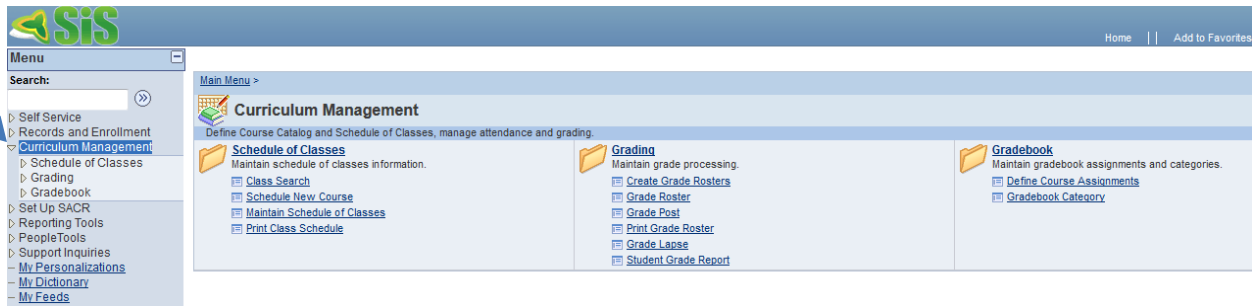 SiS
Home || Add to Favorites
Menu
Search:
Self Service
Records and Enrollment
Curriculum Management
Schedule of Classes
Grading
Gradebook
Set Up SACR
Reporting Tools
PeopleTools
Support Inquiries
My Personalizations
My Dictionary
My Feeds
Main Menu >
Curriculum Management
Define Course Catalog and Schedule of Classes, manage attendance and grading.
Schedule of Classes
Maintain schedule of classes information.
Class Search
Schedule New Course
Maintain Schedule of Classes
Print Class Schedule
Grading
Maintain grade processing.
Create Grade Rosters
Grade Roster
Grade Post
Print Grade Roster
Grade Lapse
Student Grade Report
Gradebook
Maintain gradebook assignments and categories.
Define Course Assignments
Gradebook Category